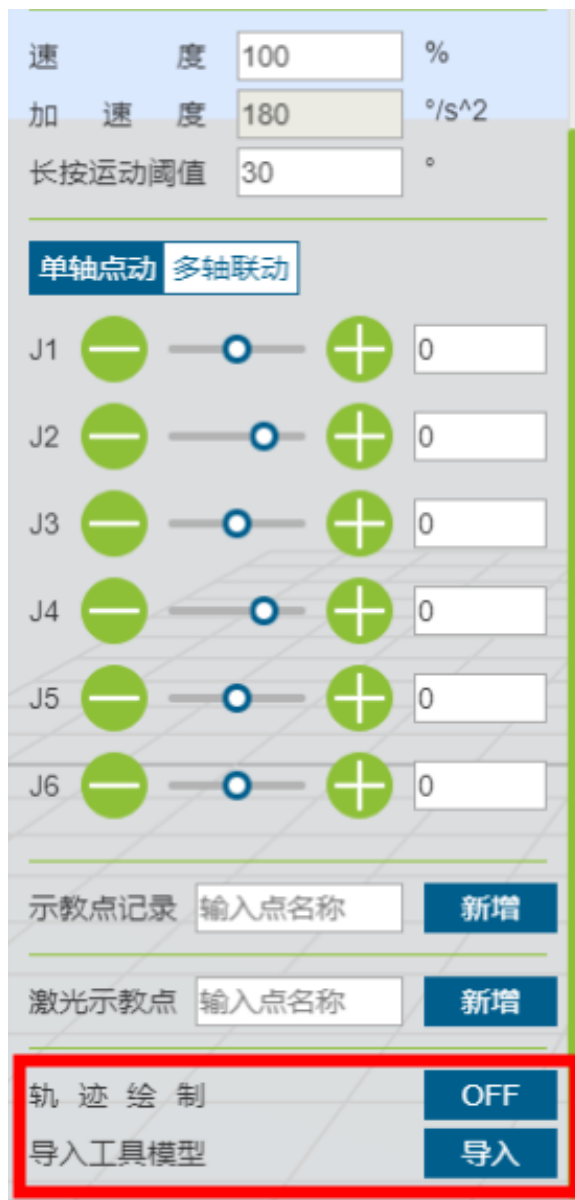 速度 100 %
加速度 180 °/s^2
长按运动阈值 30 °
单轴点动 多轴联动
J1 0
J2 0
J3 0
J4 0
J5 0
J6 0
示教点记录 输入点名称 新增
激光示教点 输入点名称 新增
轨迹绘制 OFF
导入工具模型 导入